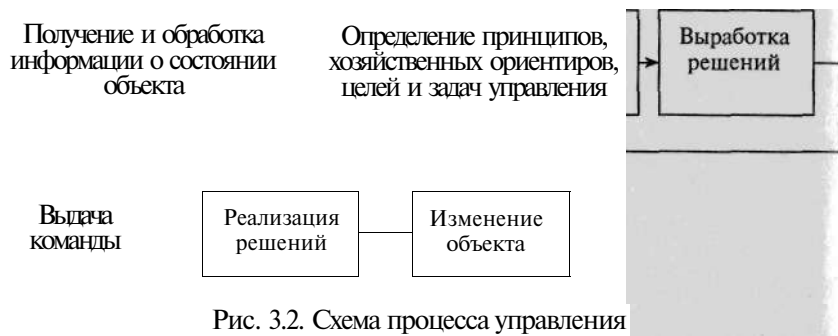 Получение и обработка
информации о состоянии
объекта
Определение принципов,
хозяйственных ориентиров,
целей и задач управления
Выработка
решений
Выдача
команды
Реализация
решений
Изменение
объекта
Рис. 3.2. Схема процесса управления